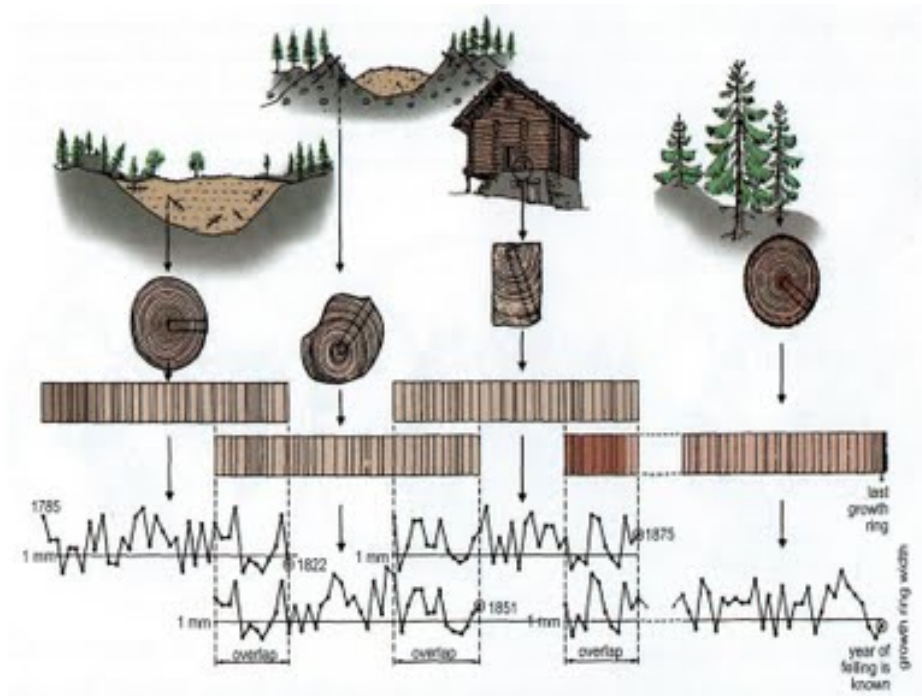 last
growth
ring
1785
1875
1 mm
1822
1 mm
growth ring width
1851
1 mm
1 mm
overlap
overlap
overlap
year of
felling is
known